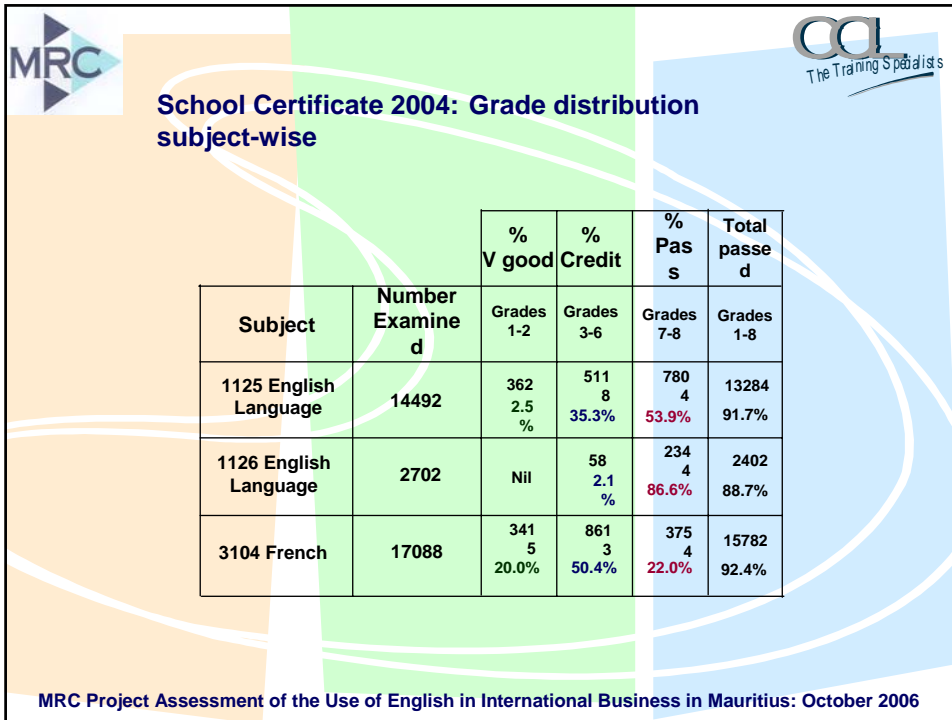 MRC
CCL
The Training Specialists
School Certificate 2004: Grade distribution
subject-wise
%
V good
%
Credit
%
Pas
s
Total
passe
d
Subject
Number
Examine
d
Grades
1-2
Grades
3-6
Grades
7-8
Grades
1-8
1125 English
Language
14492
362
2.5
%
511
8
35.3%
780
4
53.9%
13284
91.7%
1126 English
Language
2702
Nil
58
2.1
%
234
4
86.6%
2402
88.7%
3104 French
17088
341
5
20.0%
861
3
50.4%
375
4
22.0%
15782
92.4%
MRC Project Assessment of the Use of English in International Business in Mauritius: October 2006